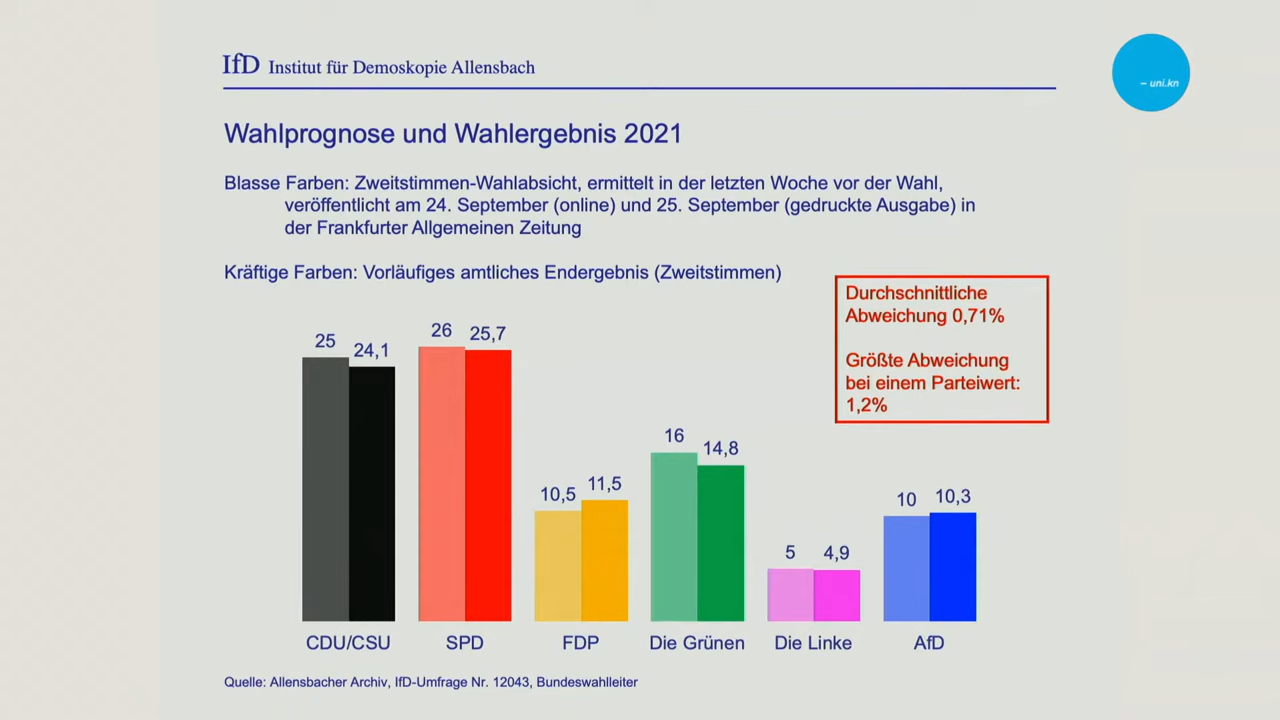 IfD Institut für Demoskopie Allensbach
– uni.kn
Wahlprognose und Wahlergebnis 2021
Blasse Farben: Zweitstimmen-Wahlabsicht, ermittelt in der letzten Woche vor der Wahl,
veröffentlicht am 24. September (online) und 25. September (gedruckte Ausgabe) in
der Frankfurter Allgemeinen Zeitung
Kräftige Farben: Vorläufiges amtliches Endergebnis (Zweitstimmen)
Durchschnittliche
Abweichung 0,71%
Größte Abweichung
bei einem Parteiwert:
1,2%
25 24,1 26 25,7 10,5 11,5 16 14,8 5 4,9 10 10,3
CDU/CSU SPD FDP Die Grünen Die Linke AfD
Quelle: Allensbacher Archiv, IfD-Umfrage Nr. 12043, Bundeswahlleiter